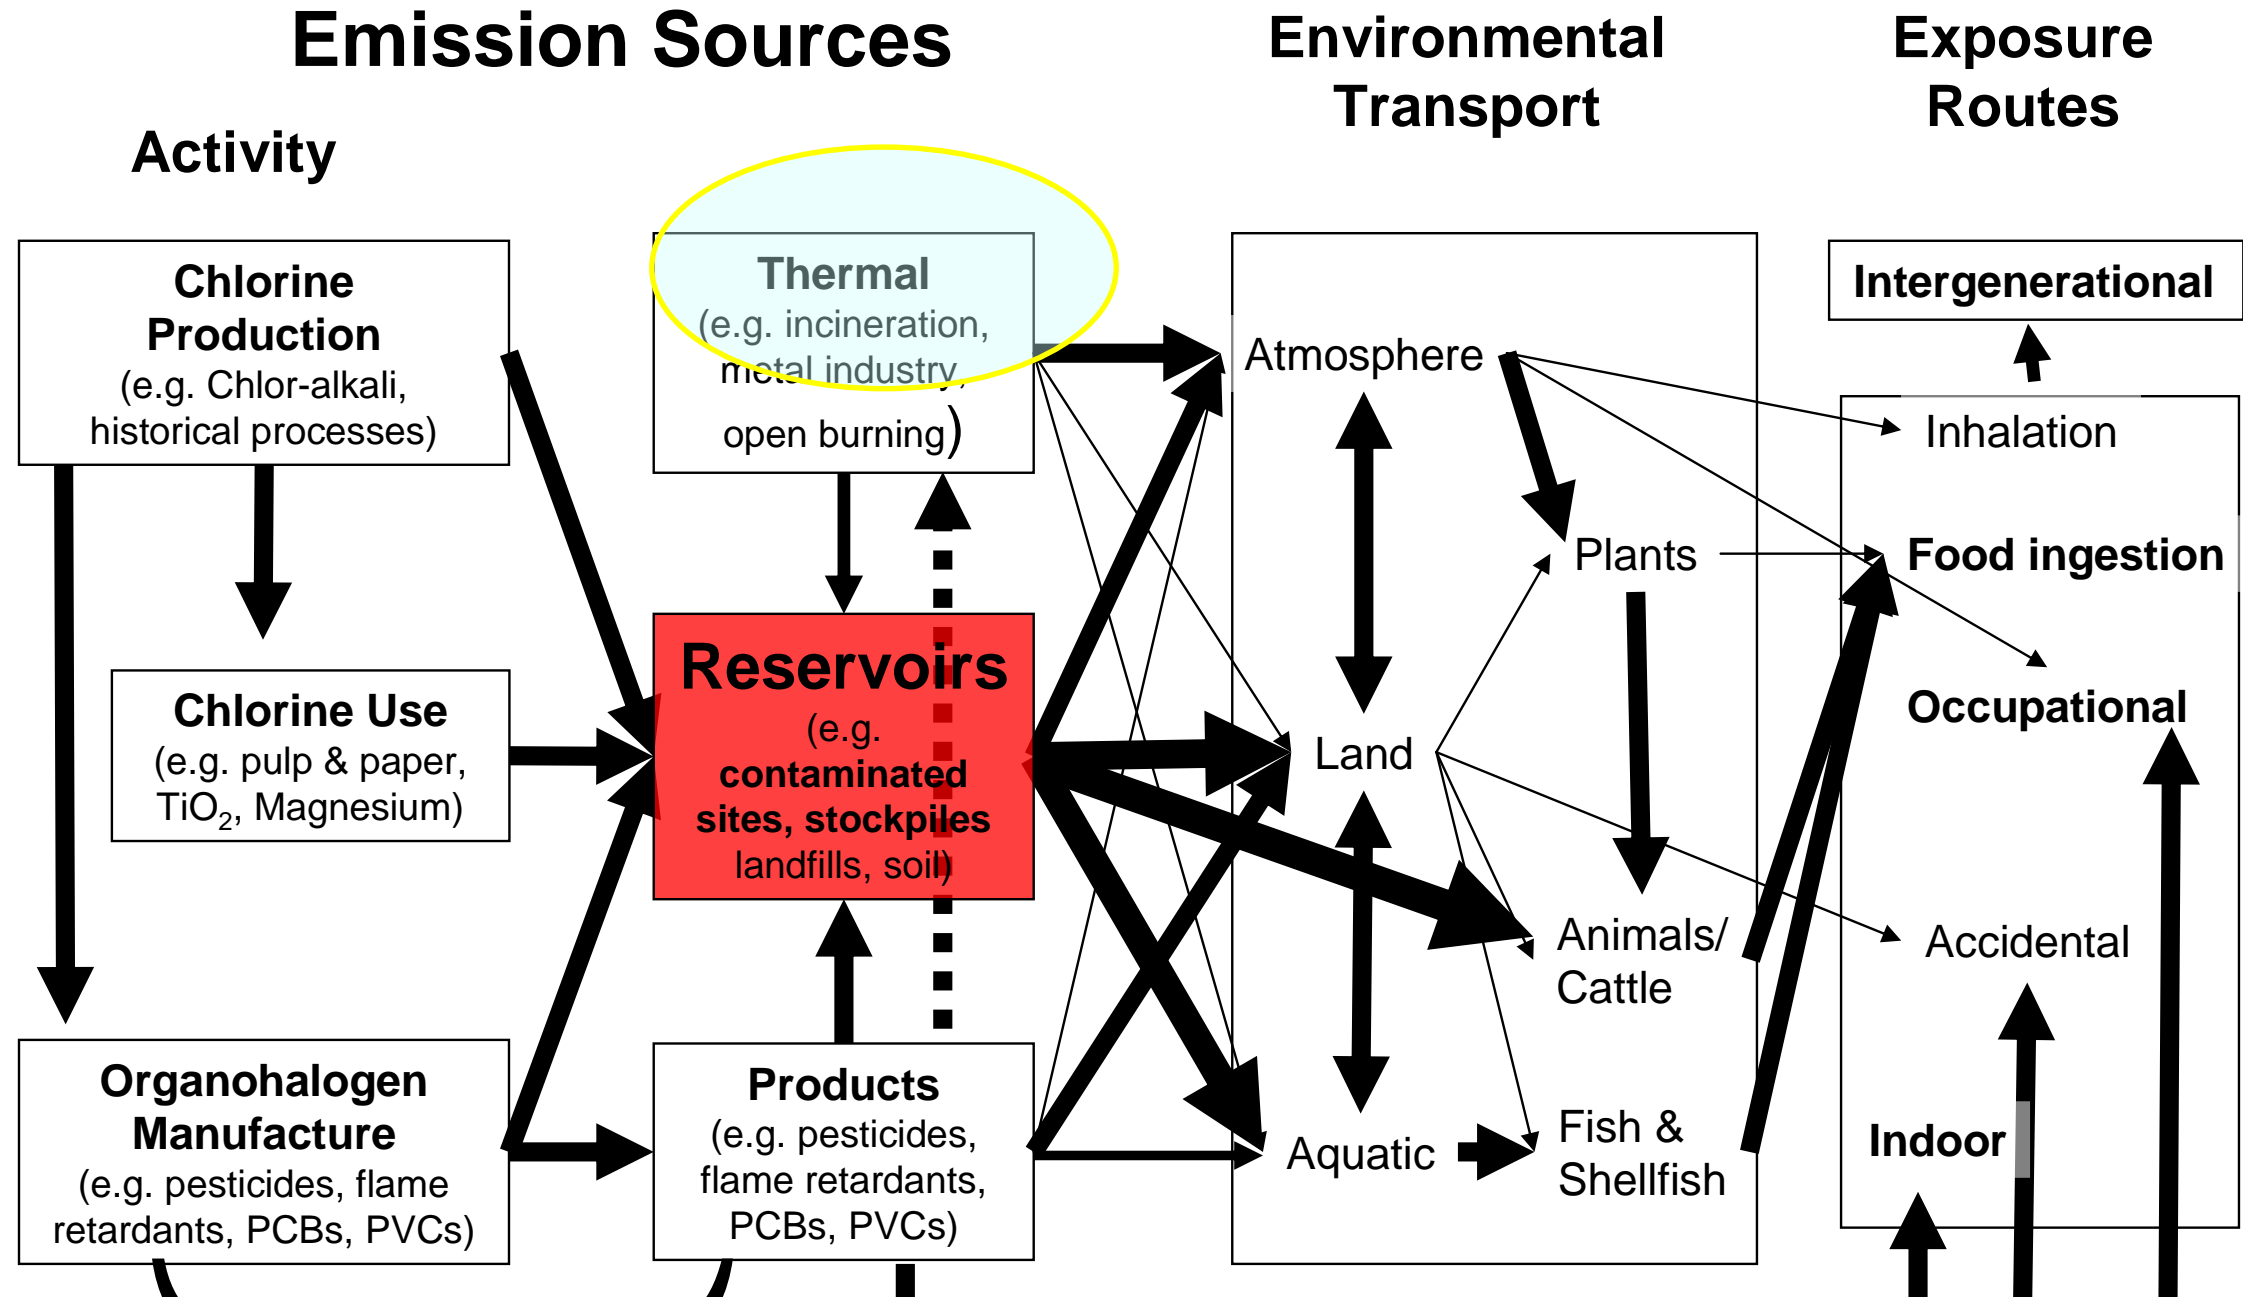 Emission Sources
Environmental
Transport
Exposure
Routes
Activity
Chlorine
Production
(e.g. Chlor-alkali,
historical processes)
Chlorine Use
(e.g. pulp & paper,
TiO₂, Magnesium)
Organohalogen
Manufacture
(e.g. pesticides, flame
retardants, PCBs, PVCs)
Thermal
(e.g. incineration,
metal industry,
open burning)
Reservoirs
(e.g.
contaminated
sites, stockpiles
landfills, soil)
Products
(e.g. pesticides,
flame retardants,
PCBs, PVCs)
Atmosphere
Plants
Land
Animals/
Cattle
Aquatic
Fish &
Shellfish
Intergenerational
Inhalation
Food ingestion
Occupational
Accidental
Indoor